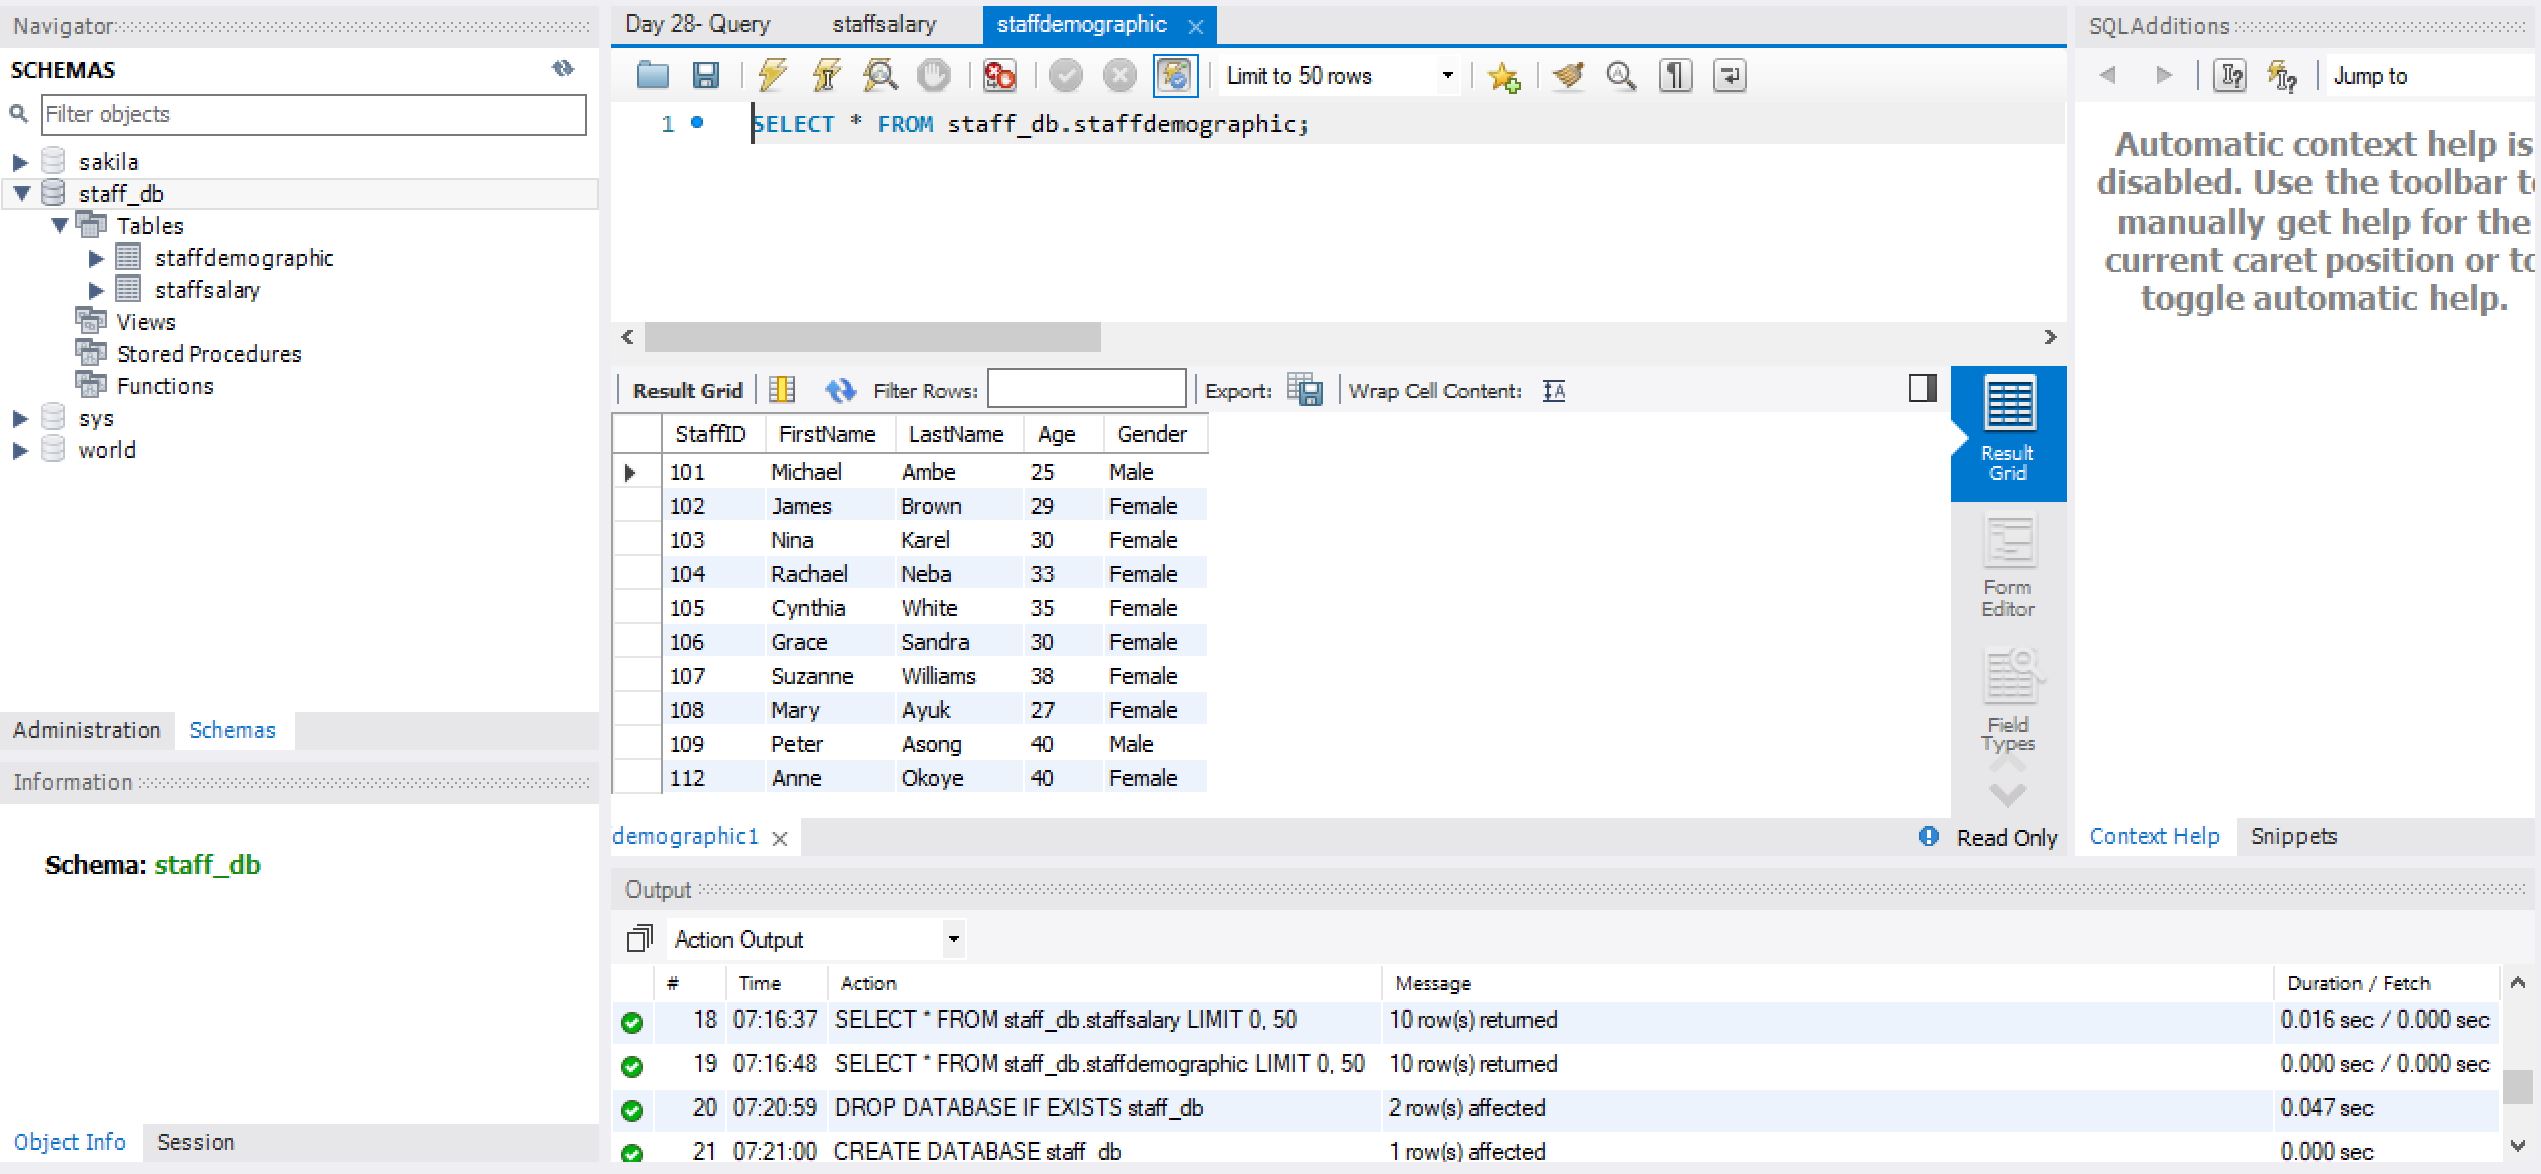 Navigator
SCHEMAS
Filter objects
sakila
staff_db
Tables
staffdemographic
staffsalary
Views
Stored Procedures
Functions
sys
world
Administration Schemas
Information
Schema: staff_db
Object Info Session
Day 28- Query staffsalary staffdemographic
Limit to 50 rows
1 SELECT * FROM staff_db.staffdemographic;
Result Grid Filter Rows: Export: Wrap Cell Content:
StaffID FirstName LastName Age Gender
101 Michael Ambe 25 Male
102 James Brown 29 Female
103 Nina Karel 30 Female
104 Rachael Neba 33 Female
105 Cynthia White 35 Female
106 Grace Sandra 30 Female
107 Suzanne Williams 38 Female
108 Mary Ayuk 27 Female
109 Peter Asong 40 Male
112 Anne Okoye 40 Female
Result
Grid
Form
Editor
Field
Types
demographic1 Read Only
Output
Action Output
# Time Action Message Duration / Fetch
18 07:16:37 SELECT * FROM staff_db.staffsalary LIMIT 0, 50 10 row(s) returned 0.016 sec / 0.000 sec
19 07:16:48 SELECT * FROM staff_db.staffdemographic LIMIT 0, 50 10 row(s) returned 0.000 sec / 0.000 sec
20 07:20:59 DROP DATABASE IF EXISTS staff_db 2 row(s) affected 0.047 sec
21 07:21:00 CREATE DATABASE staff_db 1 row(s) affected 0.000 sec
SQLAdditions
Jump to
Automatic context help is
disabled. Use the toolbar to
manually get help for the
current caret position or to
toggle automatic help.
Context Help Snippets